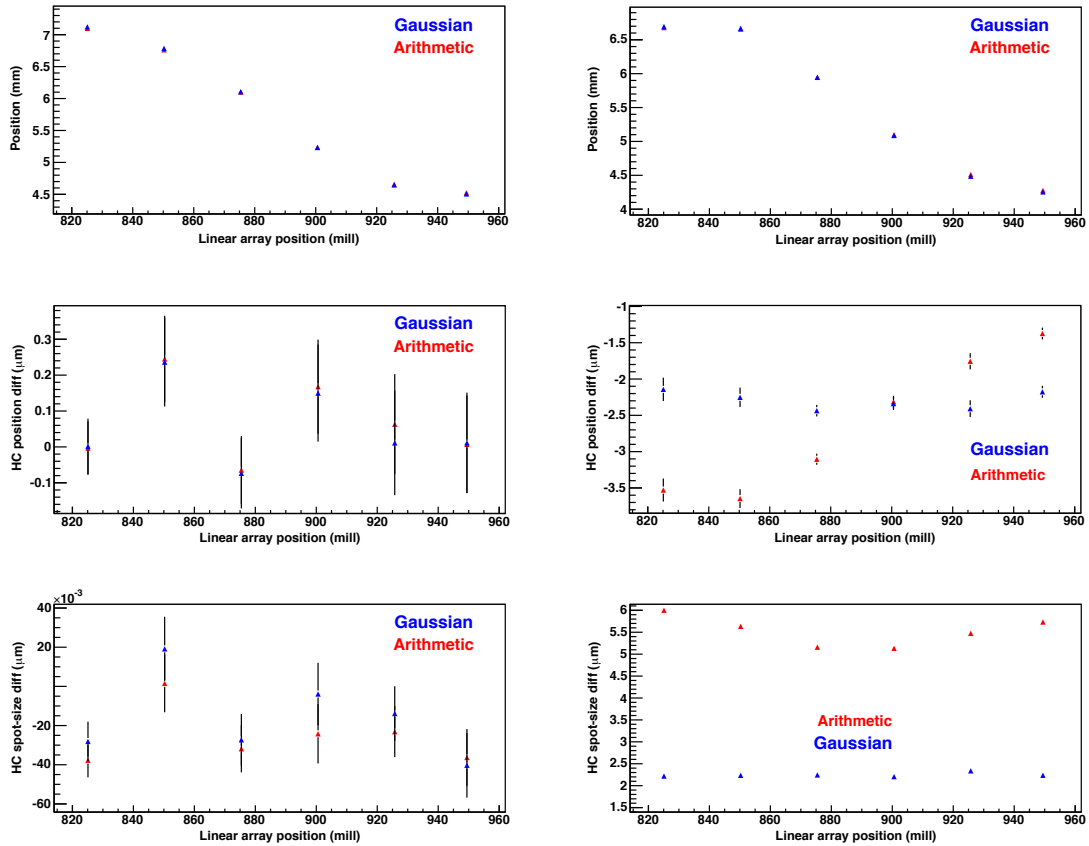 Position (mm)
7
6.5
6
5.5
5
4.5
Gaussian
Arithmetic
820 840 860 880 900 920 940 960
Linear array position (mill)
Position (mm)
6.5
6
5.5
5
4.5
4
Gaussian
Arithmetic
820 840 860 880 900 920 940 960
Linear array position (mill)
HC position diff (μm)
0.3
0.2
0.1
0
-0.1
Gaussian
Arithmetic
820 840 860 880 900 920 940 960
Linear array position (mill)
HC position diff (μm)
-1
-1.5
-2
-2.5
-3
-3.5
Gaussian
Arithmetic
820 840 860 880 900 920 940 960
Linear array position (mill)
HC spot-size diff (μm)
×10⁻³
40
20
-20
-40
-60
Gaussian
Arithmetic
820 840 860 880 900 920 940 960
Linear array position (mill)
HC spot-size diff (μm)
6
5.5
5
4.5
4
3.5
3
2.5
2
1.5
Arithmetic
Gaussian
820 840 860 880 900 920 940 960
Linear array position (mill)